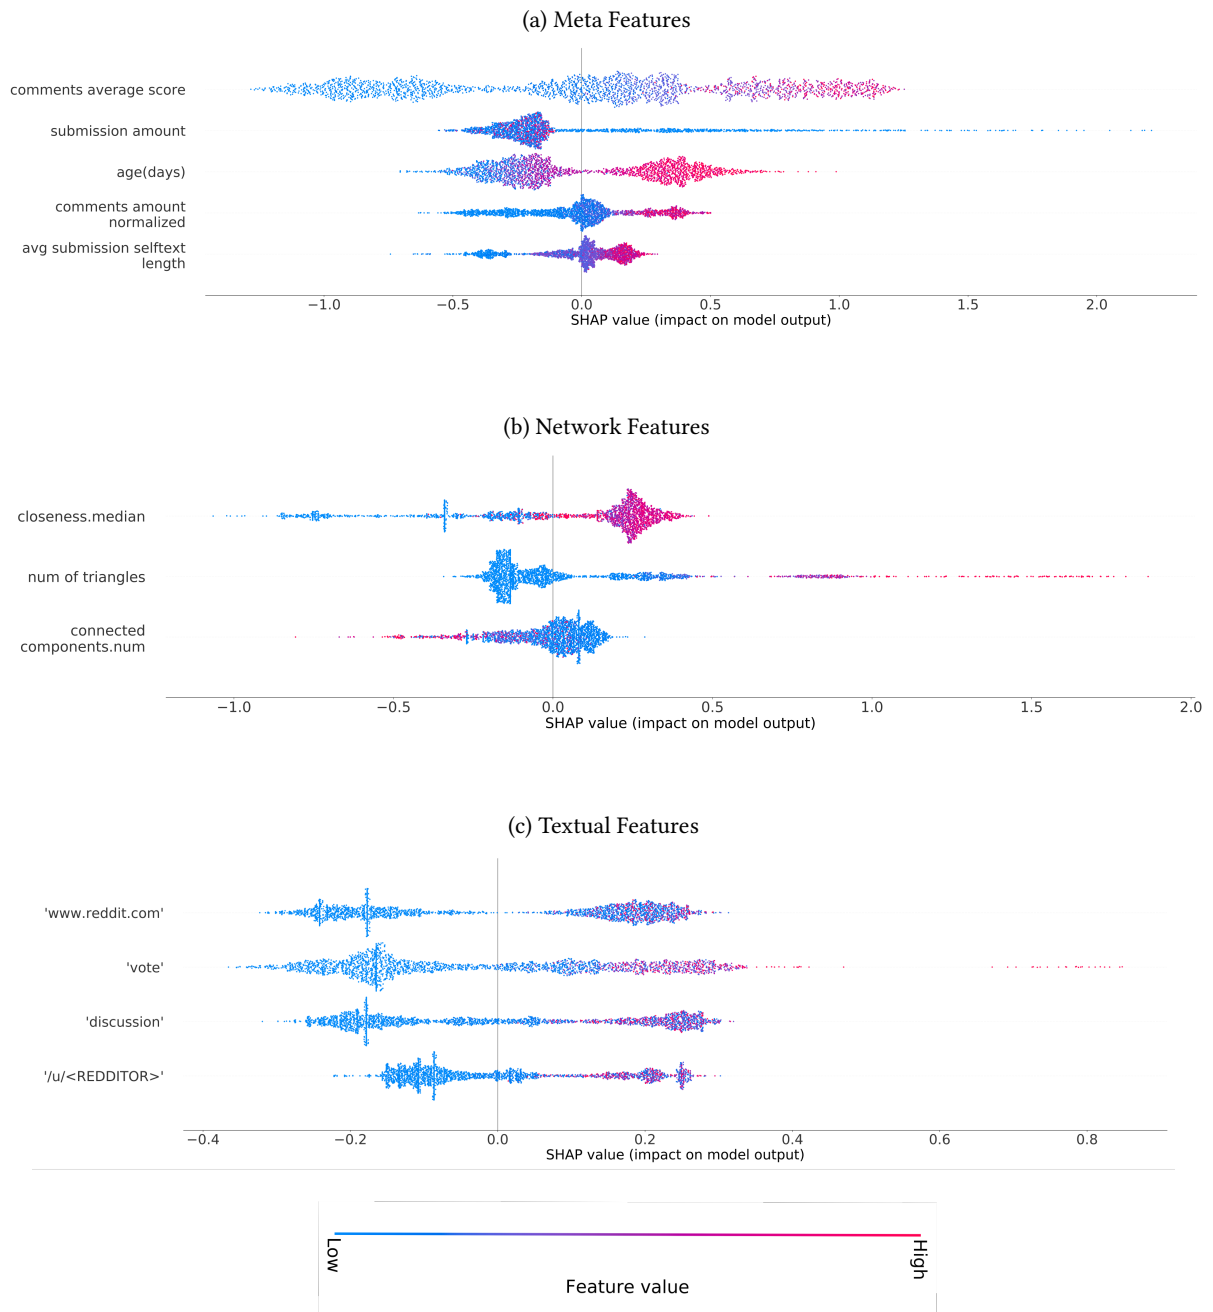 (a) Meta Features
comments average score
submission amount
age(days)
comments amount
normalized
avg submission selftext
length
−1.0 −0.5 0.0 0.5 1.0 1.5 2.0
SHAP value (impact on model output)
(b) Network Features
closeness.median
num of triangles
connected
components.num
−1.0 −0.5 0.0 0.5 1.0 1.5 2.0
SHAP value (impact on model output)
(c) Textual Features
'www.reddit.com'
'vote'
'discussion'
'/u/<REDDITOR>'
−0.4 −0.2 0.0 0.2 0.4 0.6 0.8
SHAP value (impact on model output)
Low High
Feature value